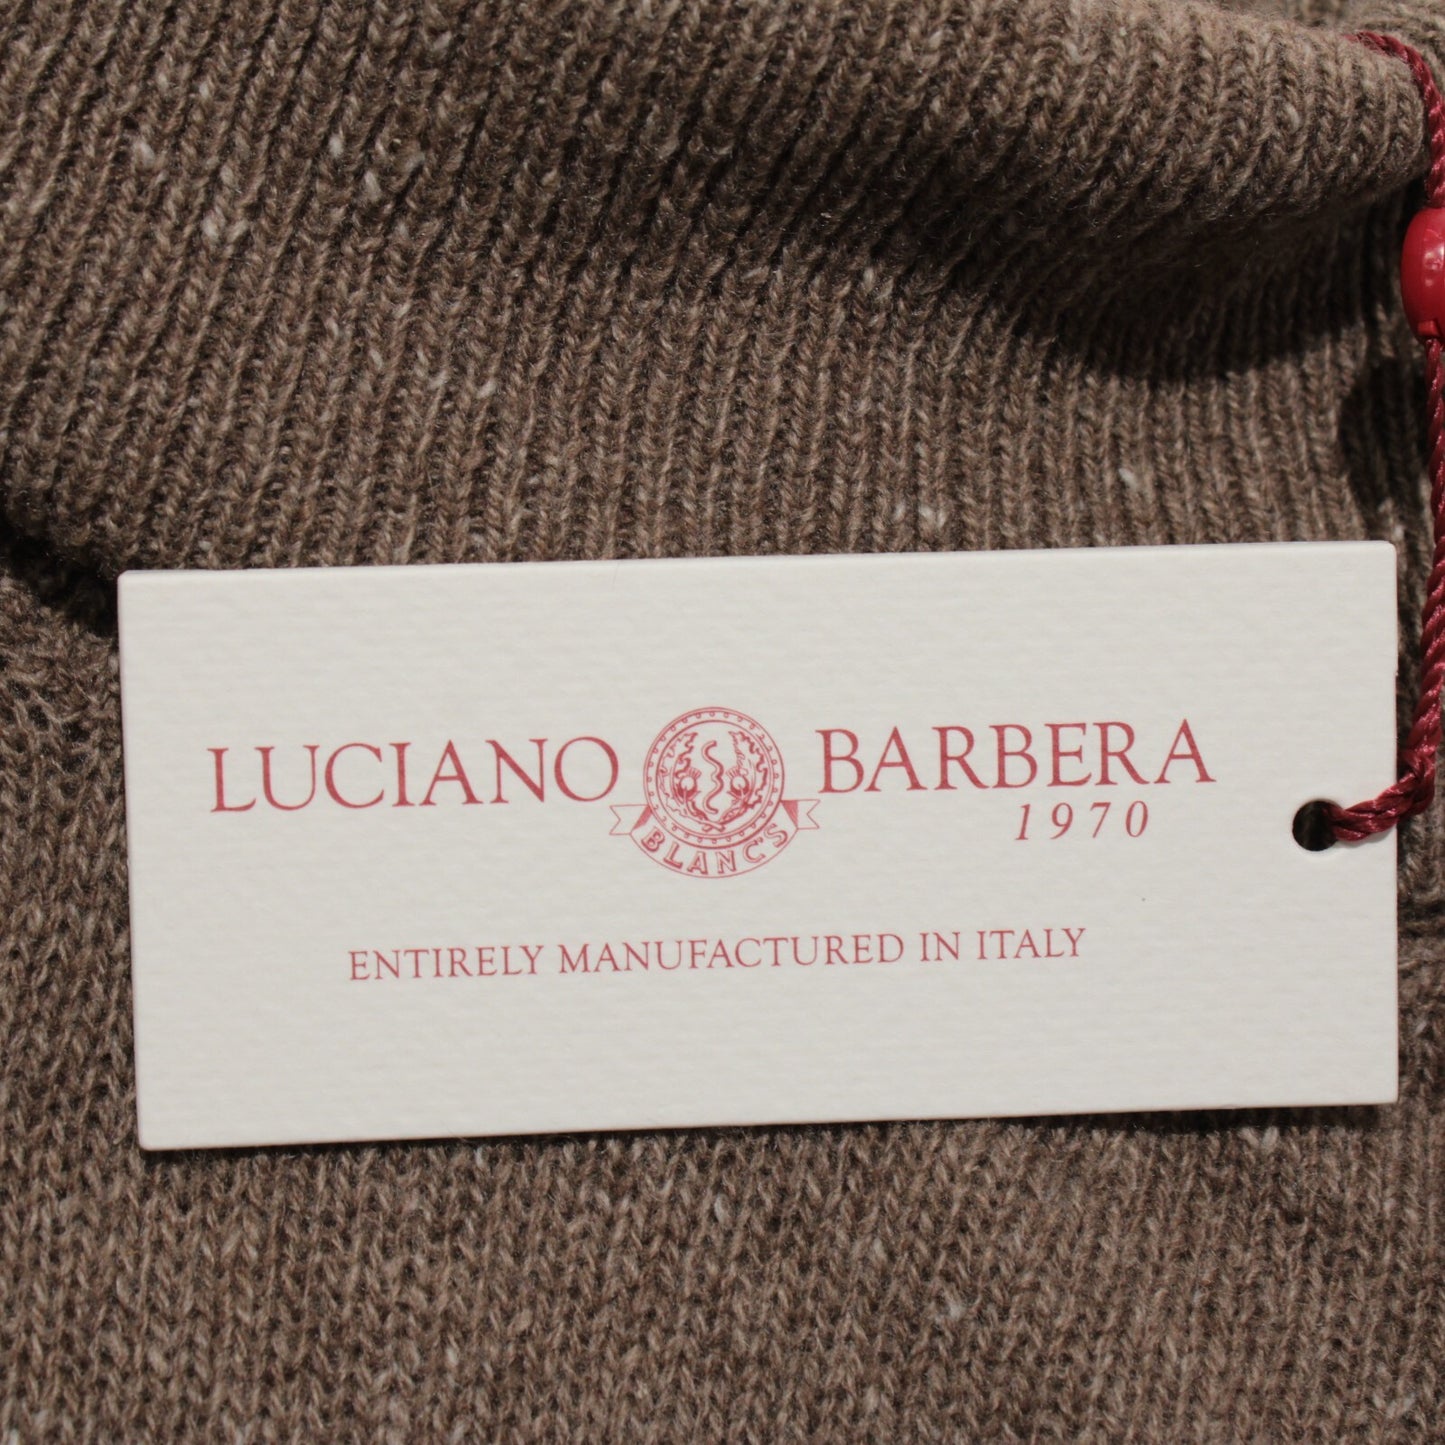 LUCIANO BARBERA
1970
BLANC'S
ENTIRELY MANUFACTURED IN ITALY